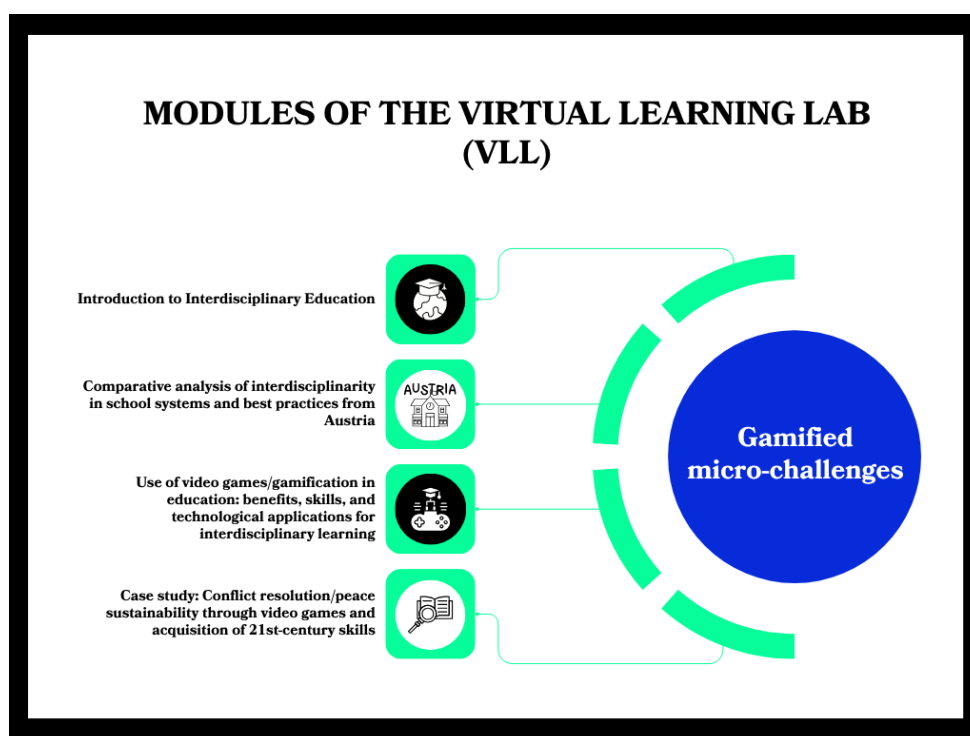 MODULES OF THE VIRTUAL LEARNING LAB
(VLL)
Introduction to Interdisciplinary Education
Comparative analysis of interdisciplinarity
in school systems and best practices from
Austria
AUSTRIA
Use of video games/gamification in
education: benefits, skills, and
technological applications for
interdisciplinary learning
Case study: Conflict resolution/peace
sustainability through video games and
acquisition of 21st-century skills
Gamified
micro-challenges